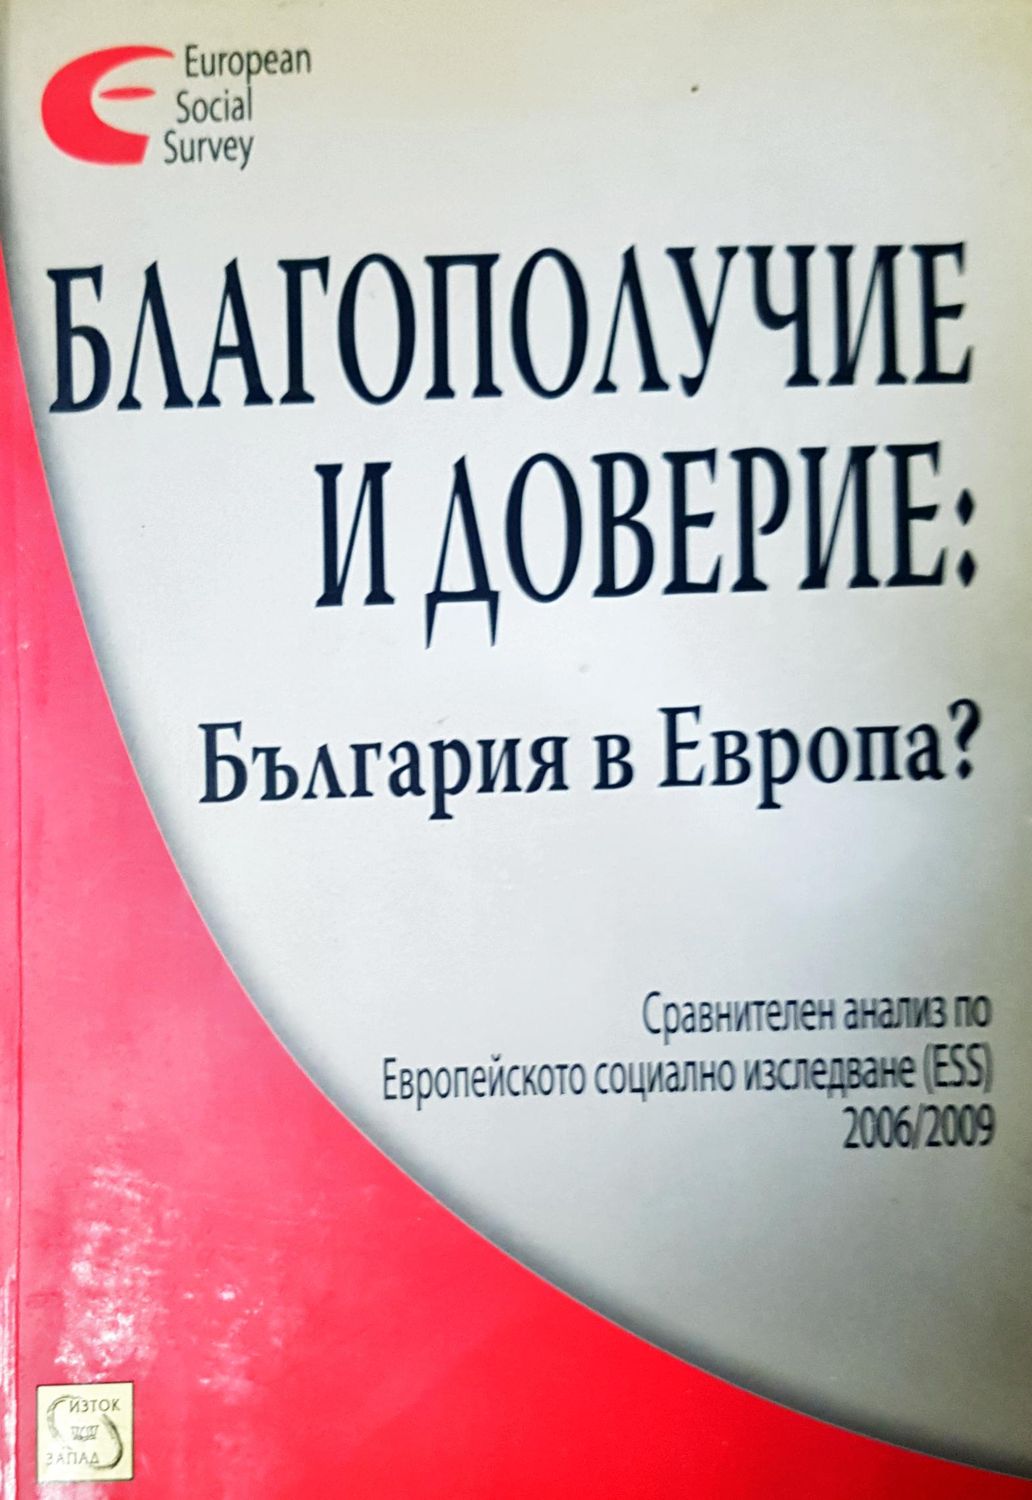 European
Social
Survey
БЛАГОПОЛУЧИЕ
И ДОВЕРИЕ:
България в Европа?
Сравнителен анализ по
Европейското социално изследване (ESS)
2006/2009
ИЗТОК
ЗАПАД